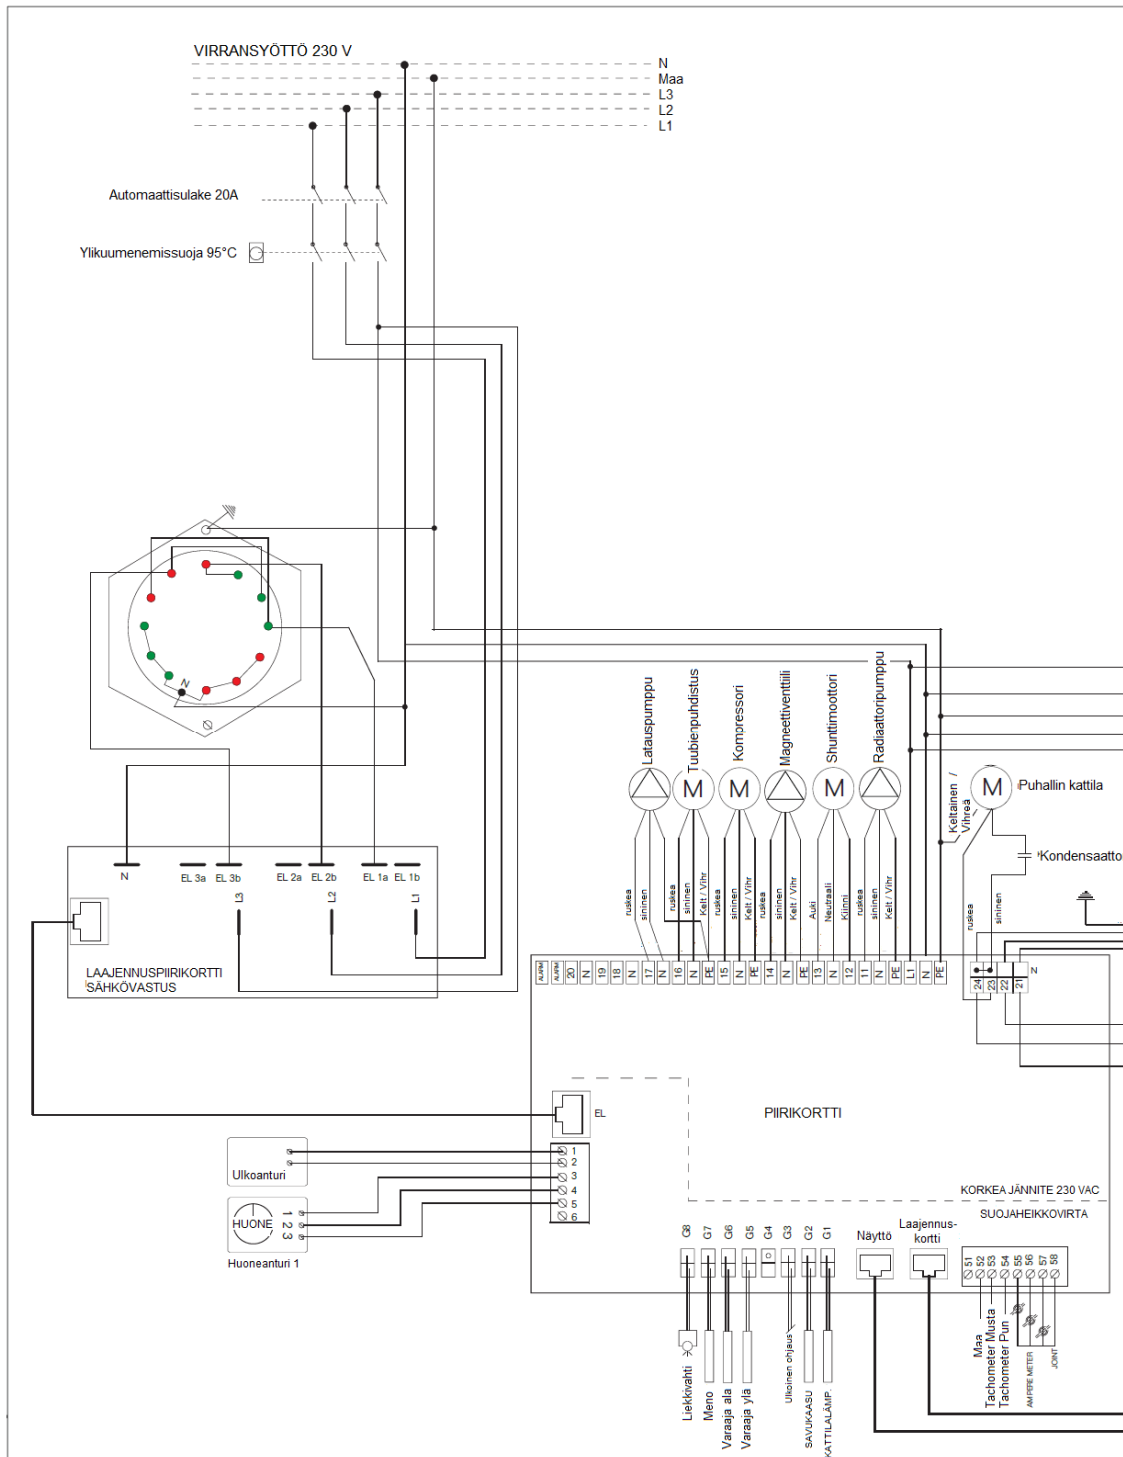 VIRRANSYÖTTÖ 230 V
N
Maa
L3
L2
L1
Automaattisulake 20A
Ylikuumenemissuoja 95°C
N
Latauspumppu
Tuubienpuhdistus
Kompressori
Magneettiventtiili
Shunttimoottori
Radiaattoripumppu
M
M
M
M
Keltainen /
Vihreä
Puhallin kattila
Kondensaatto
N
EL 3a
EL 3b
EL 2a
EL 2b
EL 1a
EL 1b
L3
L2
L1
LAAJENNUSPIIRIKORTTI
SÄHKÖVASTUS
ruskea
sininen
ruskea
sininen
Kelt / Vihr
ruskea
sininen
Kelt / Vihr
ruskea
sininen
Kelt / Vihr
Auki
Neutraali
Kiinni
ruskea
sininen
Kelt / Vihr
ruskea
sininen
ALARM
ALARM
20
N
19
18
N
17
N
16
N
PE
15
N
PE
14
N
PE
13
N
12
11
N
PE
L1
N
PE
24
23
22
21
N
EL
PIIRIKORTTI
1
2
3
4
5
6
Ulkoanturi
HUONE
1
2
3
Huoneanturi 1
KORKEA JÄNNITE 230 VAC
SUOJAHEIKKOVIRTA
G8
G7
G6
G5
G4
G3
G2
G1
Näyttö
Laajennus-
kortti
51
52
53
54
55
56
57
58
Liekkivahti
Meno
Varaaja ala
Varaaja ylä
Ulkoinen ohjaus
SAVUKAASU
KATTILALÄMP.
Maa
Tachometer Musta
Tachometer Pun
AMPERE METER
JOINT